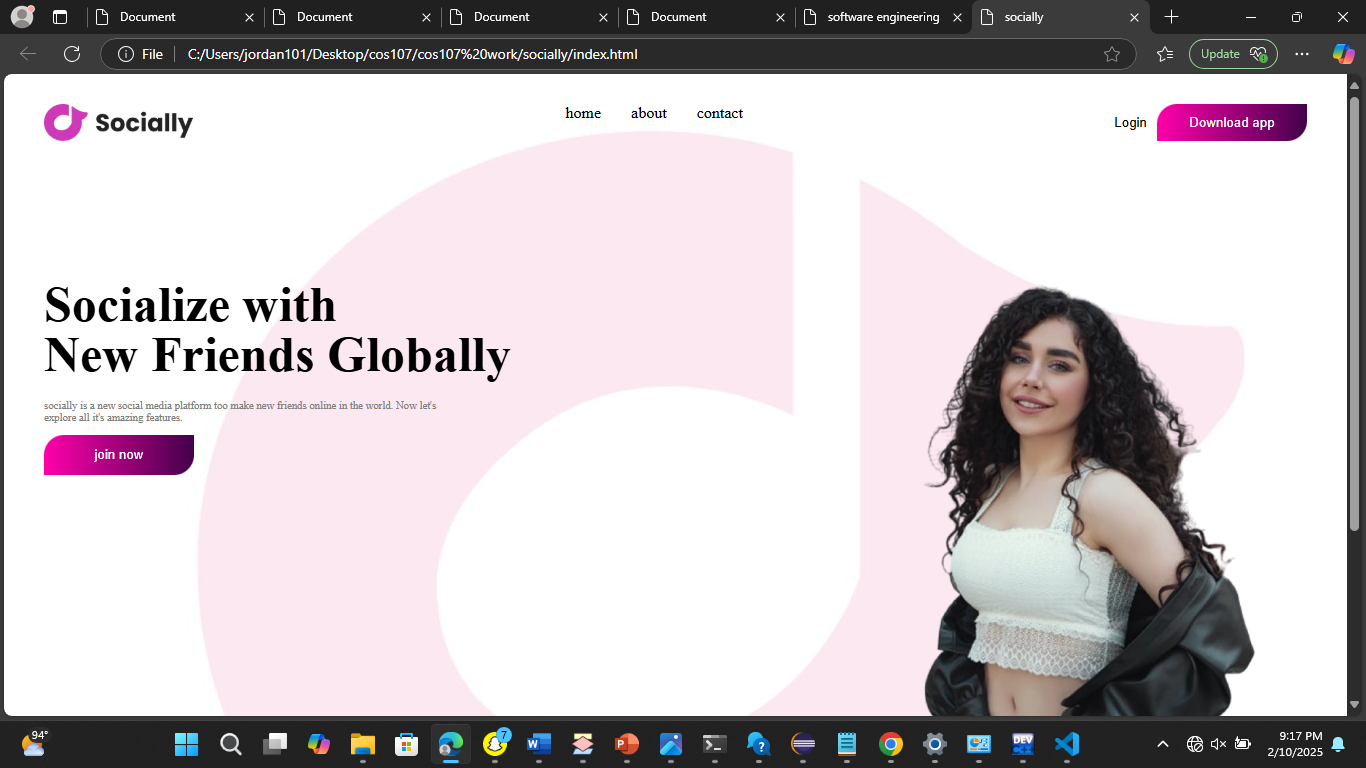 Document
Document
Document
Document
software engineering
socially
File
C:/Users/jordan101/Desktop/cos107/cos107%20work/socially/index.html
Update
Socially
home about contact
Login
Download app
Socialize with
New Friends Globally
socially is a new social media platform too make new friends online in the world. Now let's
explore all it's amazing features.
join now
94°
7
W
P
?
DEV
9:17 PM
2/10/2025